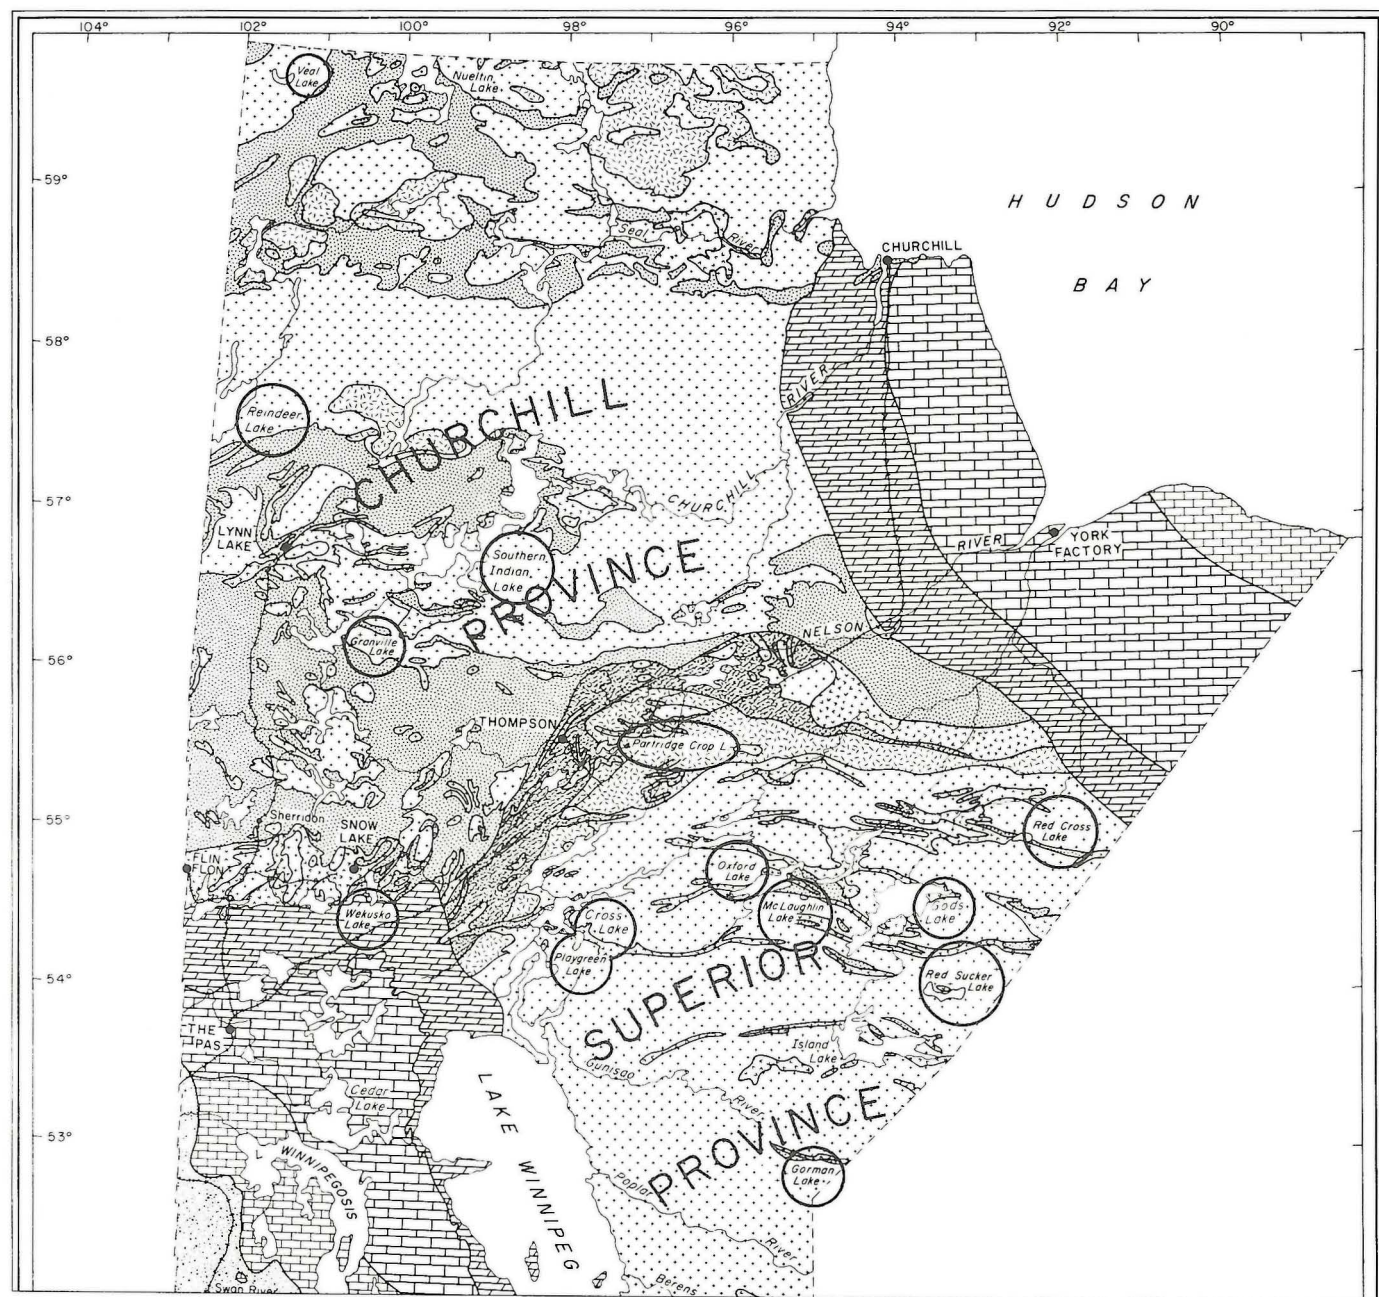 104° 102° 100° 98° 96° 94° 92° 90°
Veal
Lake
Nueltin
Lake
59°
HUDSON
BAY
Seal
River
CHURCHILL
58°
RIVER
Reindeer
Lake
CHURCHILL
PROVINCE
57°
CHURCHILL
RIVER
YORK
FACTORY
LYNN
LAKE
Southern
Indian
Lake
Granville
Lake
NELSON
56°
THOMPSON
Partridge Crop L.
55°
Sherridon
SNOW
LAKE
Red Cross
Lake
FLIN
FLON
Oxford
Lake
Wekusko
Lake
Cross
Lake
McLaughlin
Lake
Gods
Lake
Playgreen
Lake
54°
Red Sucker
Lake
SUPERIOR
PROVINCE
THE
PAS
Island
Lake
Gunisao
River
Cedar
Lake
LAKE WINNIPEG
53°
WINNIPEGOSIS
Gorman
Lake
Poplar
River
Berens
Swan River